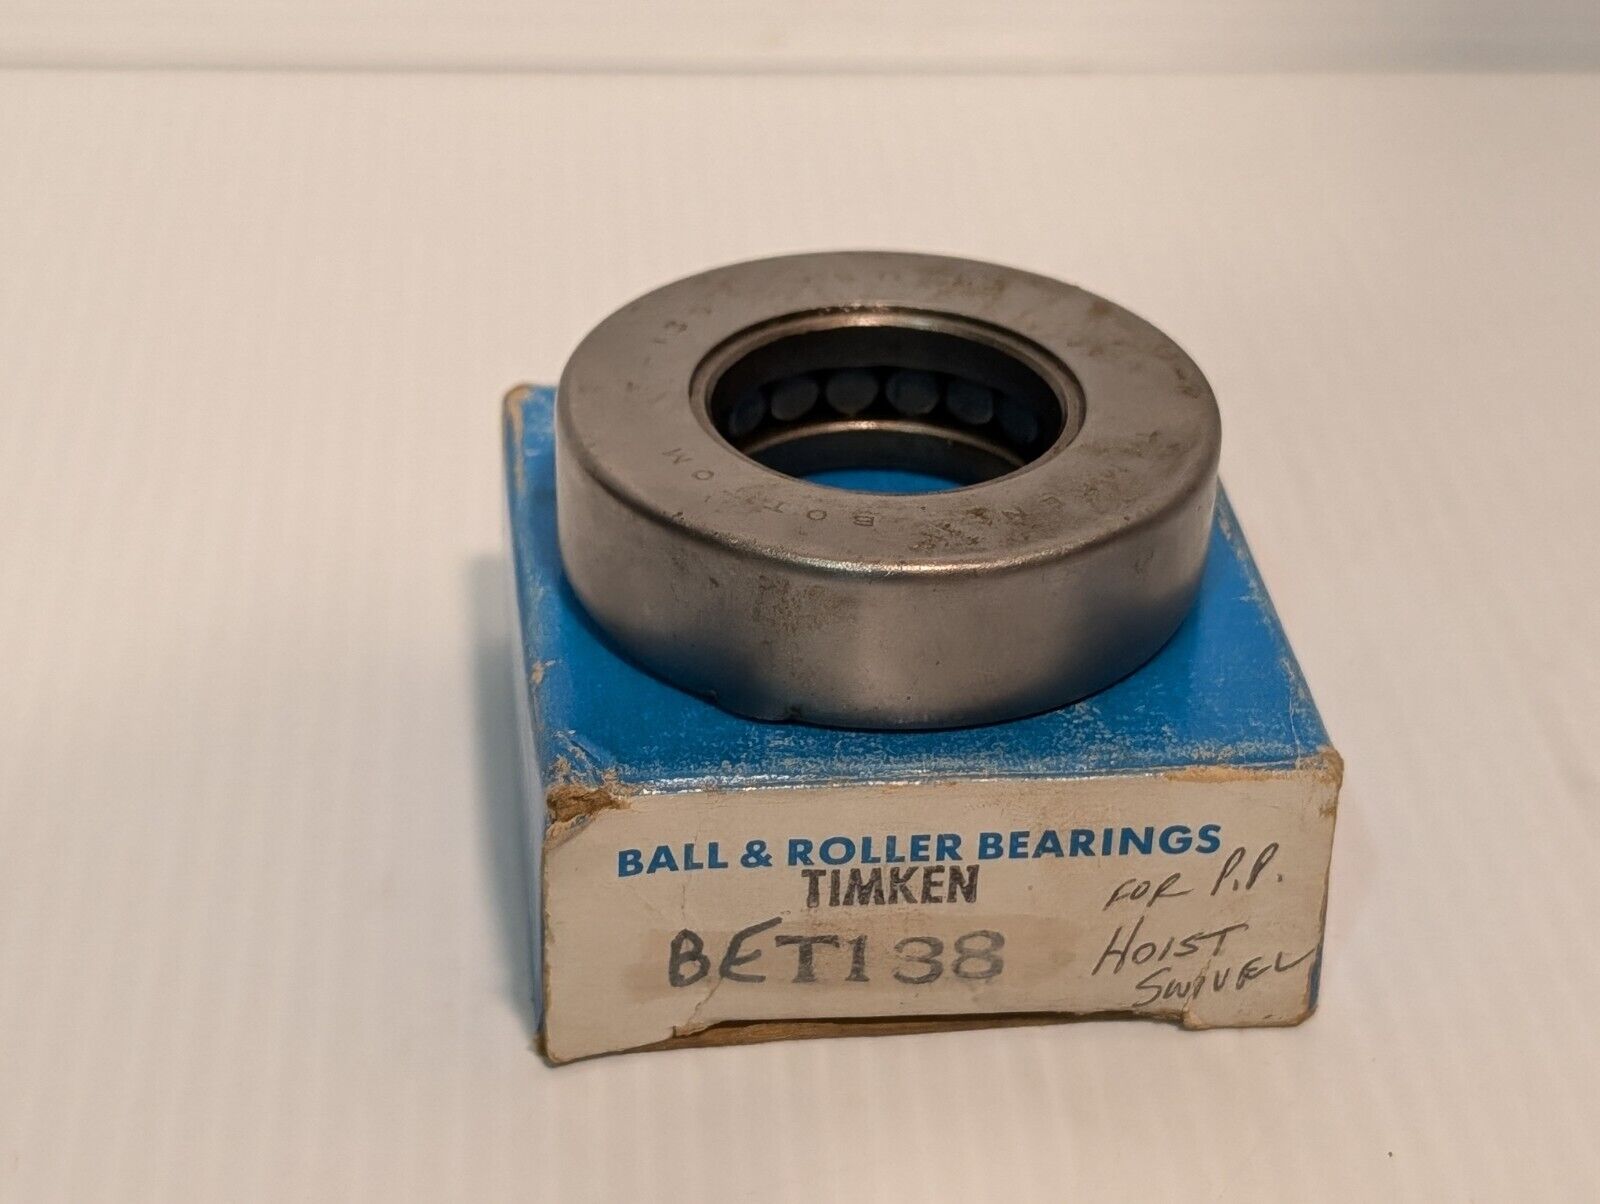 BOTTOM
BALL & ROLLER BEARINGS
TIMKEN
BET138
FOR P.P.
HOIST
SWIVEL